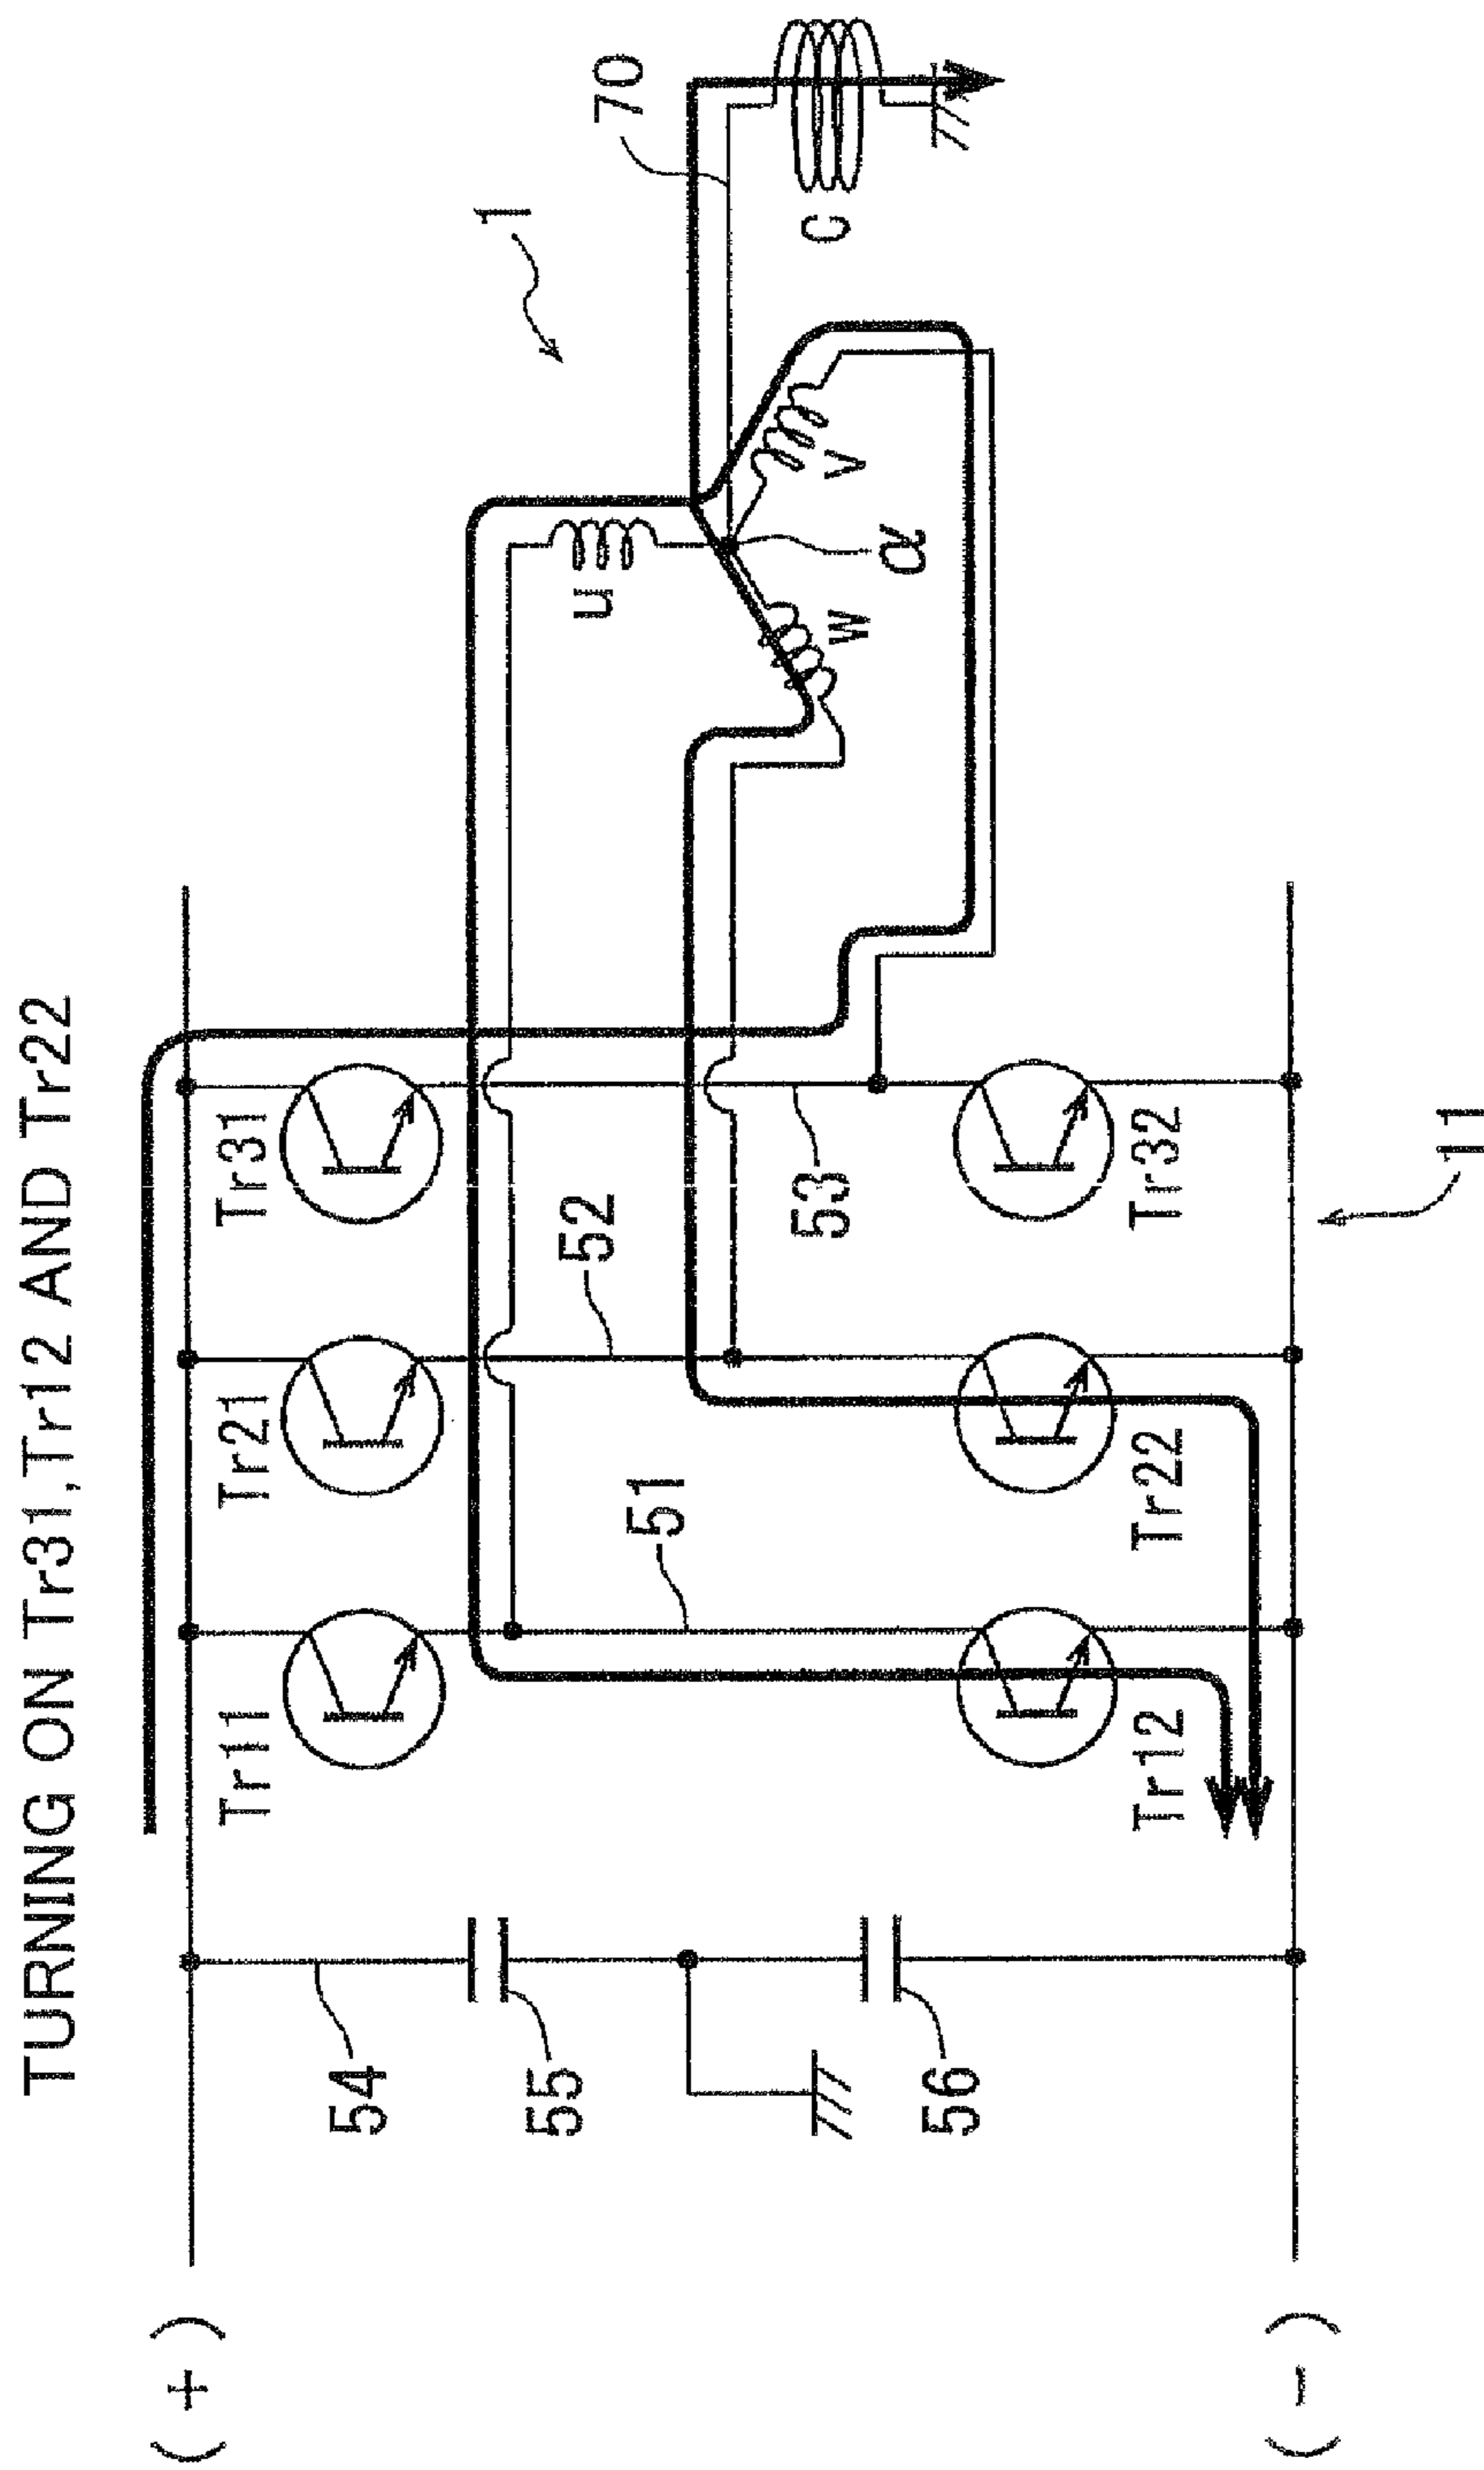 TURNING ON Tr31,Tr12 AND Tr22
(+)
54
55
56
(-)
Tr11
Tr21
Tr31
51
52
53
Tr12
Tr22
Tr32
11
1
70
u
v
w
α
C